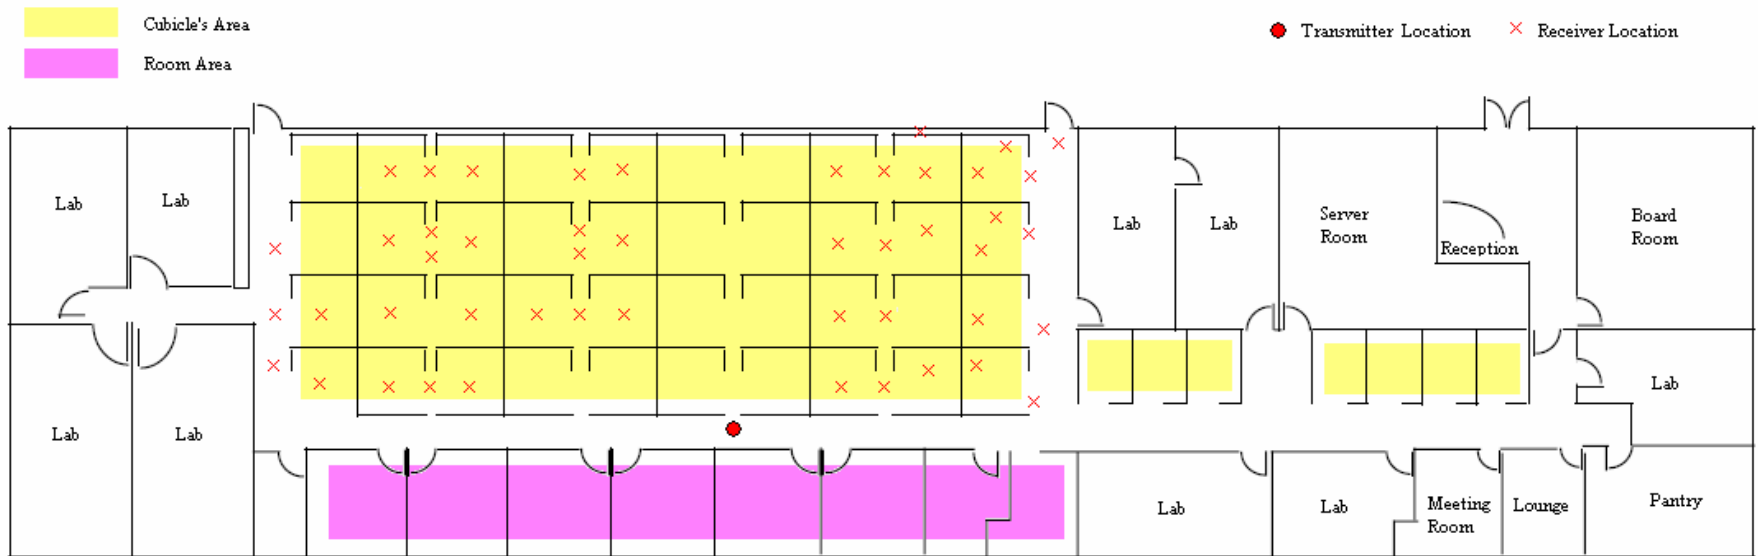 Cubicle's Area
Transmitter Location
Receiver Location
Room Area
Lab
Lab
Lab
Lab
Server
Room
Reception
Board
Room
Lab
Lab
Lab
Lab
Lab
Meeting
Room
Lounge
Pantry